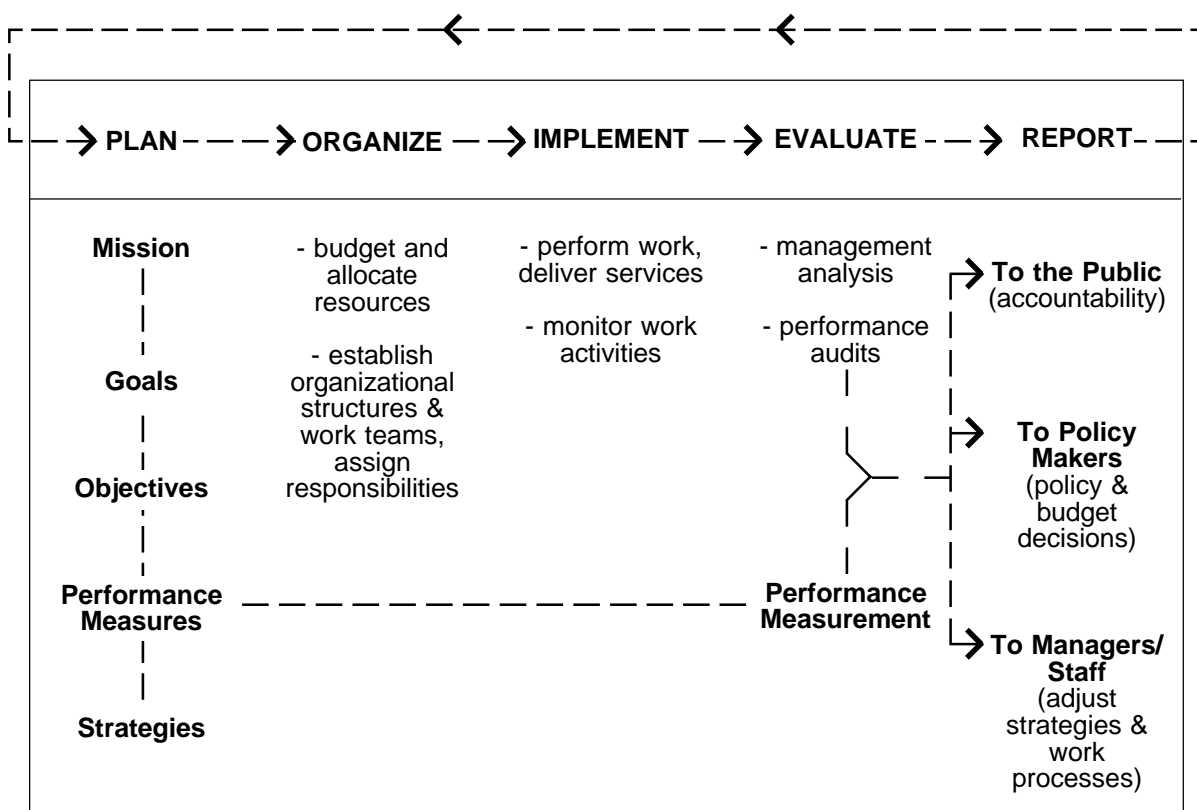 PLAN ORGANIZE IMPLEMENT EVALUATE REPORT
Mission
Goals
Objectives
Performance
Measures
Strategies
- budget and
allocate
resources
- establish
organizational
structures &
work teams,
assign
responsibilities
- perform work,
deliver services
- monitor work
activities
- management
analysis
- performance
audits
Performance
Measurement
To the Public
(accountability)
To Policy
Makers
(policy &
budget
decisions)
To Managers/
Staff
(adjust
strategies &
work
processes)